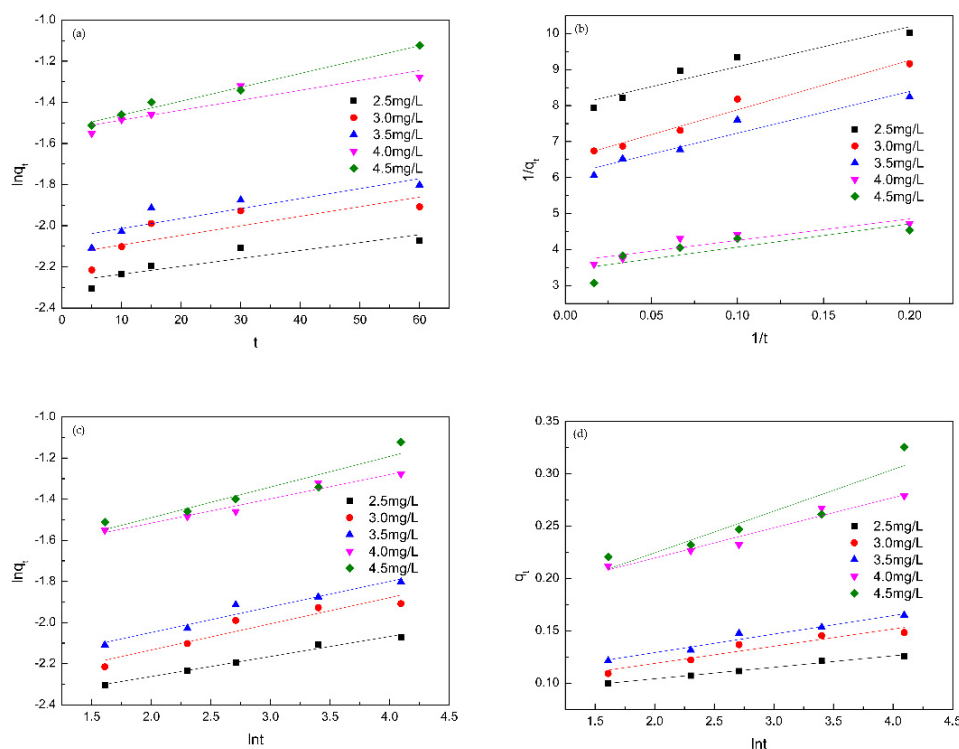 (a)
lnqt
-1.0
-1.2
-1.4
-1.6
-1.8
-2.0
-2.2
-2.4
2.5mg/L
3.0mg/L
3.5mg/L
4.0mg/L
4.5mg/L
0 10 20 30 40 50 60
t
(b)
1/qt
10
9
8
7
6
5
4
3
2.5mg/L
3.0mg/L
3.5mg/L
4.0mg/L
4.5mg/L
0.00 0.05 0.10 0.15 0.20
1/t
(c)
lnqt
-1.0
-1.2
-1.4
-1.6
-1.8
-2.0
-2.2
-2.4
2.5mg/L
3.0mg/L
3.5mg/L
4.0mg/L
4.5mg/L
1.5 2.0 2.5 3.0 3.5 4.0 4.5
lnt
(d)
qt
0.35
0.30
0.25
0.20
0.15
0.10
2.5mg/L
3.0mg/L
3.5mg/L
4.0mg/L
4.5mg/L
1.5 2.0 2.5 3.0 3.5 4.0 4.5
lnt